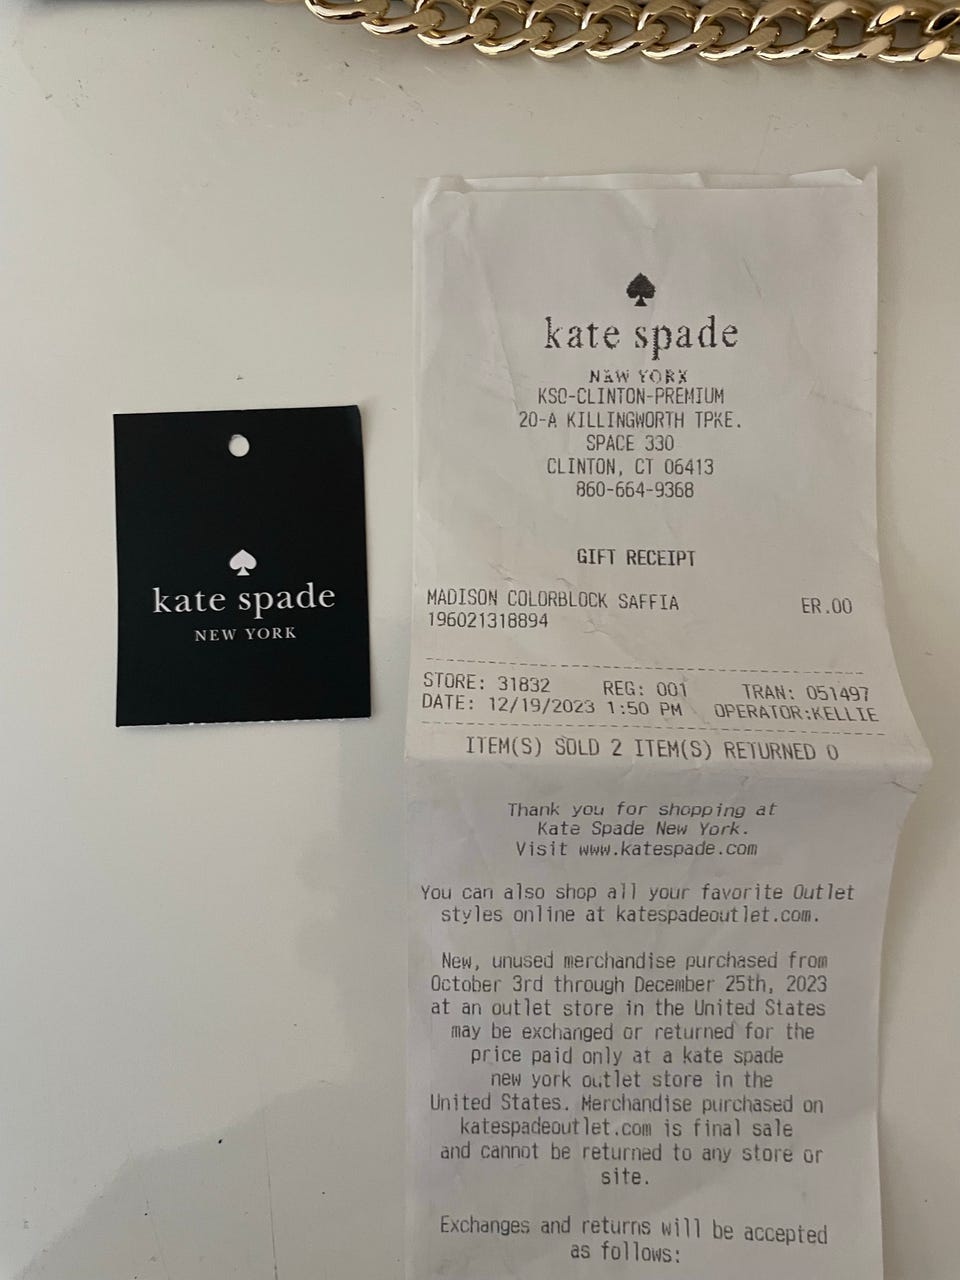 kate spade
NEW YORK
kate spade
NEW YORK
KSO-CLINTON-PREMIUM
20-A KILLINGWORTH TPKE.
SPACE 330
CLINTON, CT 06413
860-664-9368
GIFT RECEIPT
MADISON COLORBLOCK SAFFIA ER.00
196021318894
STORE: 31832 REG: 001 TRAN: 051497
DATE: 12/19/2023 1:50 PM OPERATOR:KELLIE
ITEM(S) SOLD 2 ITEM(S) RETURNED 0
Thank you for shopping at
Kate Spade New York.
Visit www.katespade.com
You can also shop all your favorite Outlet
styles online at katespadeoutlet.com.
New, unused merchandise purchased from
October 3rd through December 25th, 2023
at an outlet store in the United States
may be exchanged or returned for the
price paid only at a kate spade
new york outlet store in the
United States. Merchandise purchased on
katespadeoutlet.com is final sale
and cannot be returned to any store or
site.
Exchanges and returns will be accepted
as follows: